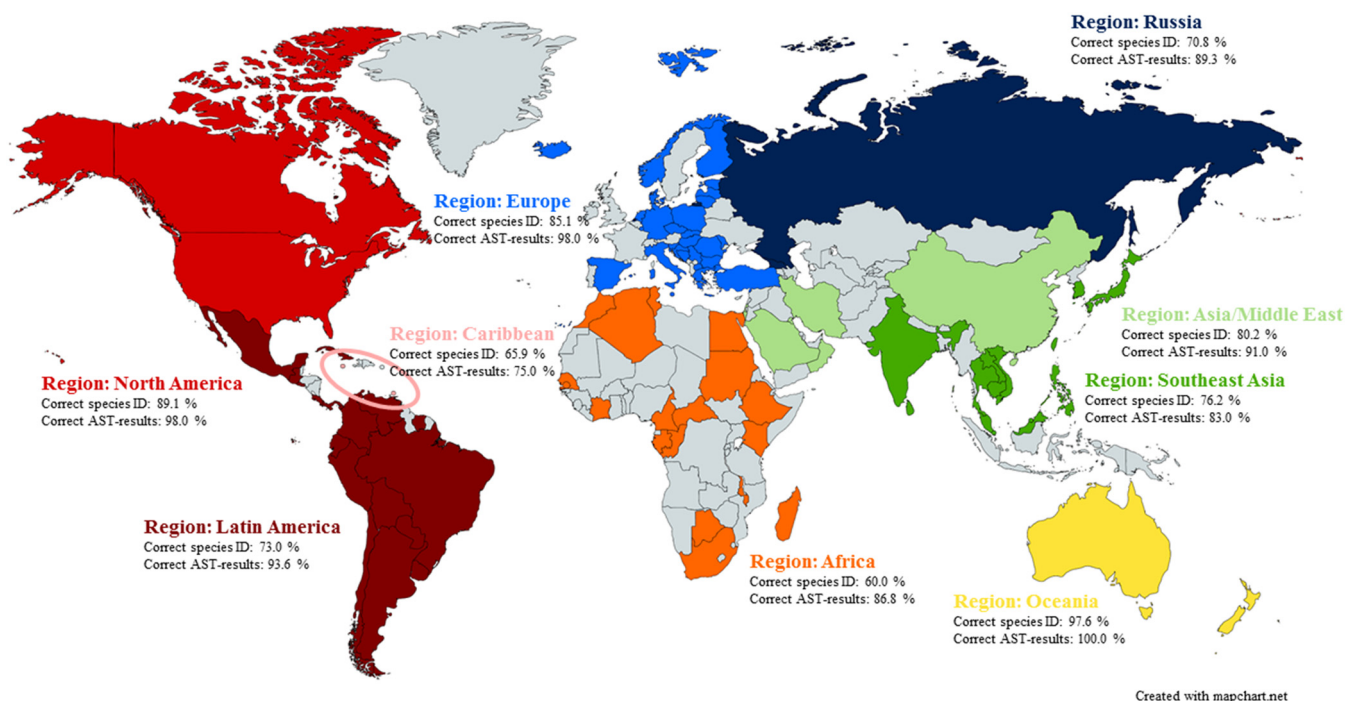 Region: Russia
Correct species ID: 70.8 %
Correct AST-results: 89.3 %
Region: Europe
Correct species ID: 85.1 %
Correct AST-results: 98.0 %
Region: Caribbean
Correct species ID: 65.9 %
Correct AST-results: 75.0 %
Region: Asia/Middle East
Correct species ID: 80.2 %
Correct AST-results: 91.0 %
Region: North America
Correct species ID: 89.1 %
Correct AST-results: 98.0 %
Region: Southeast Asia
Correct species ID: 76.2 %
Correct AST-results: 83.0 %
Region: Latin America
Correct species ID: 73.0 %
Correct AST-results: 93.6 %
Region: Africa
Correct species ID: 60.0 %
Correct AST-results: 86.8 %
Region: Oceania
Correct species ID: 97.6 %
Correct AST-results: 100.0 %
Created with mapchart.net